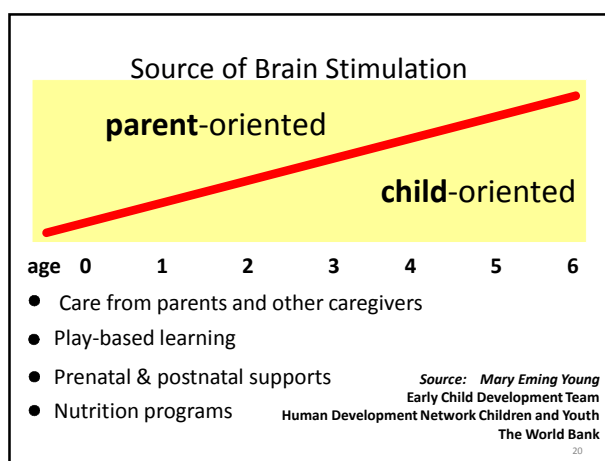 Source of Brain Stimulation
parent-oriented
child-oriented
age 0 1 2 3 4 5 6
● Care from parents and other caregivers
● Play-based learning
● Prenatal & postnatal supports
● Nutrition programs
Source: Mary Eming Young
Early Child Development Team
Human Development Network Children and Youth
The World Bank
20